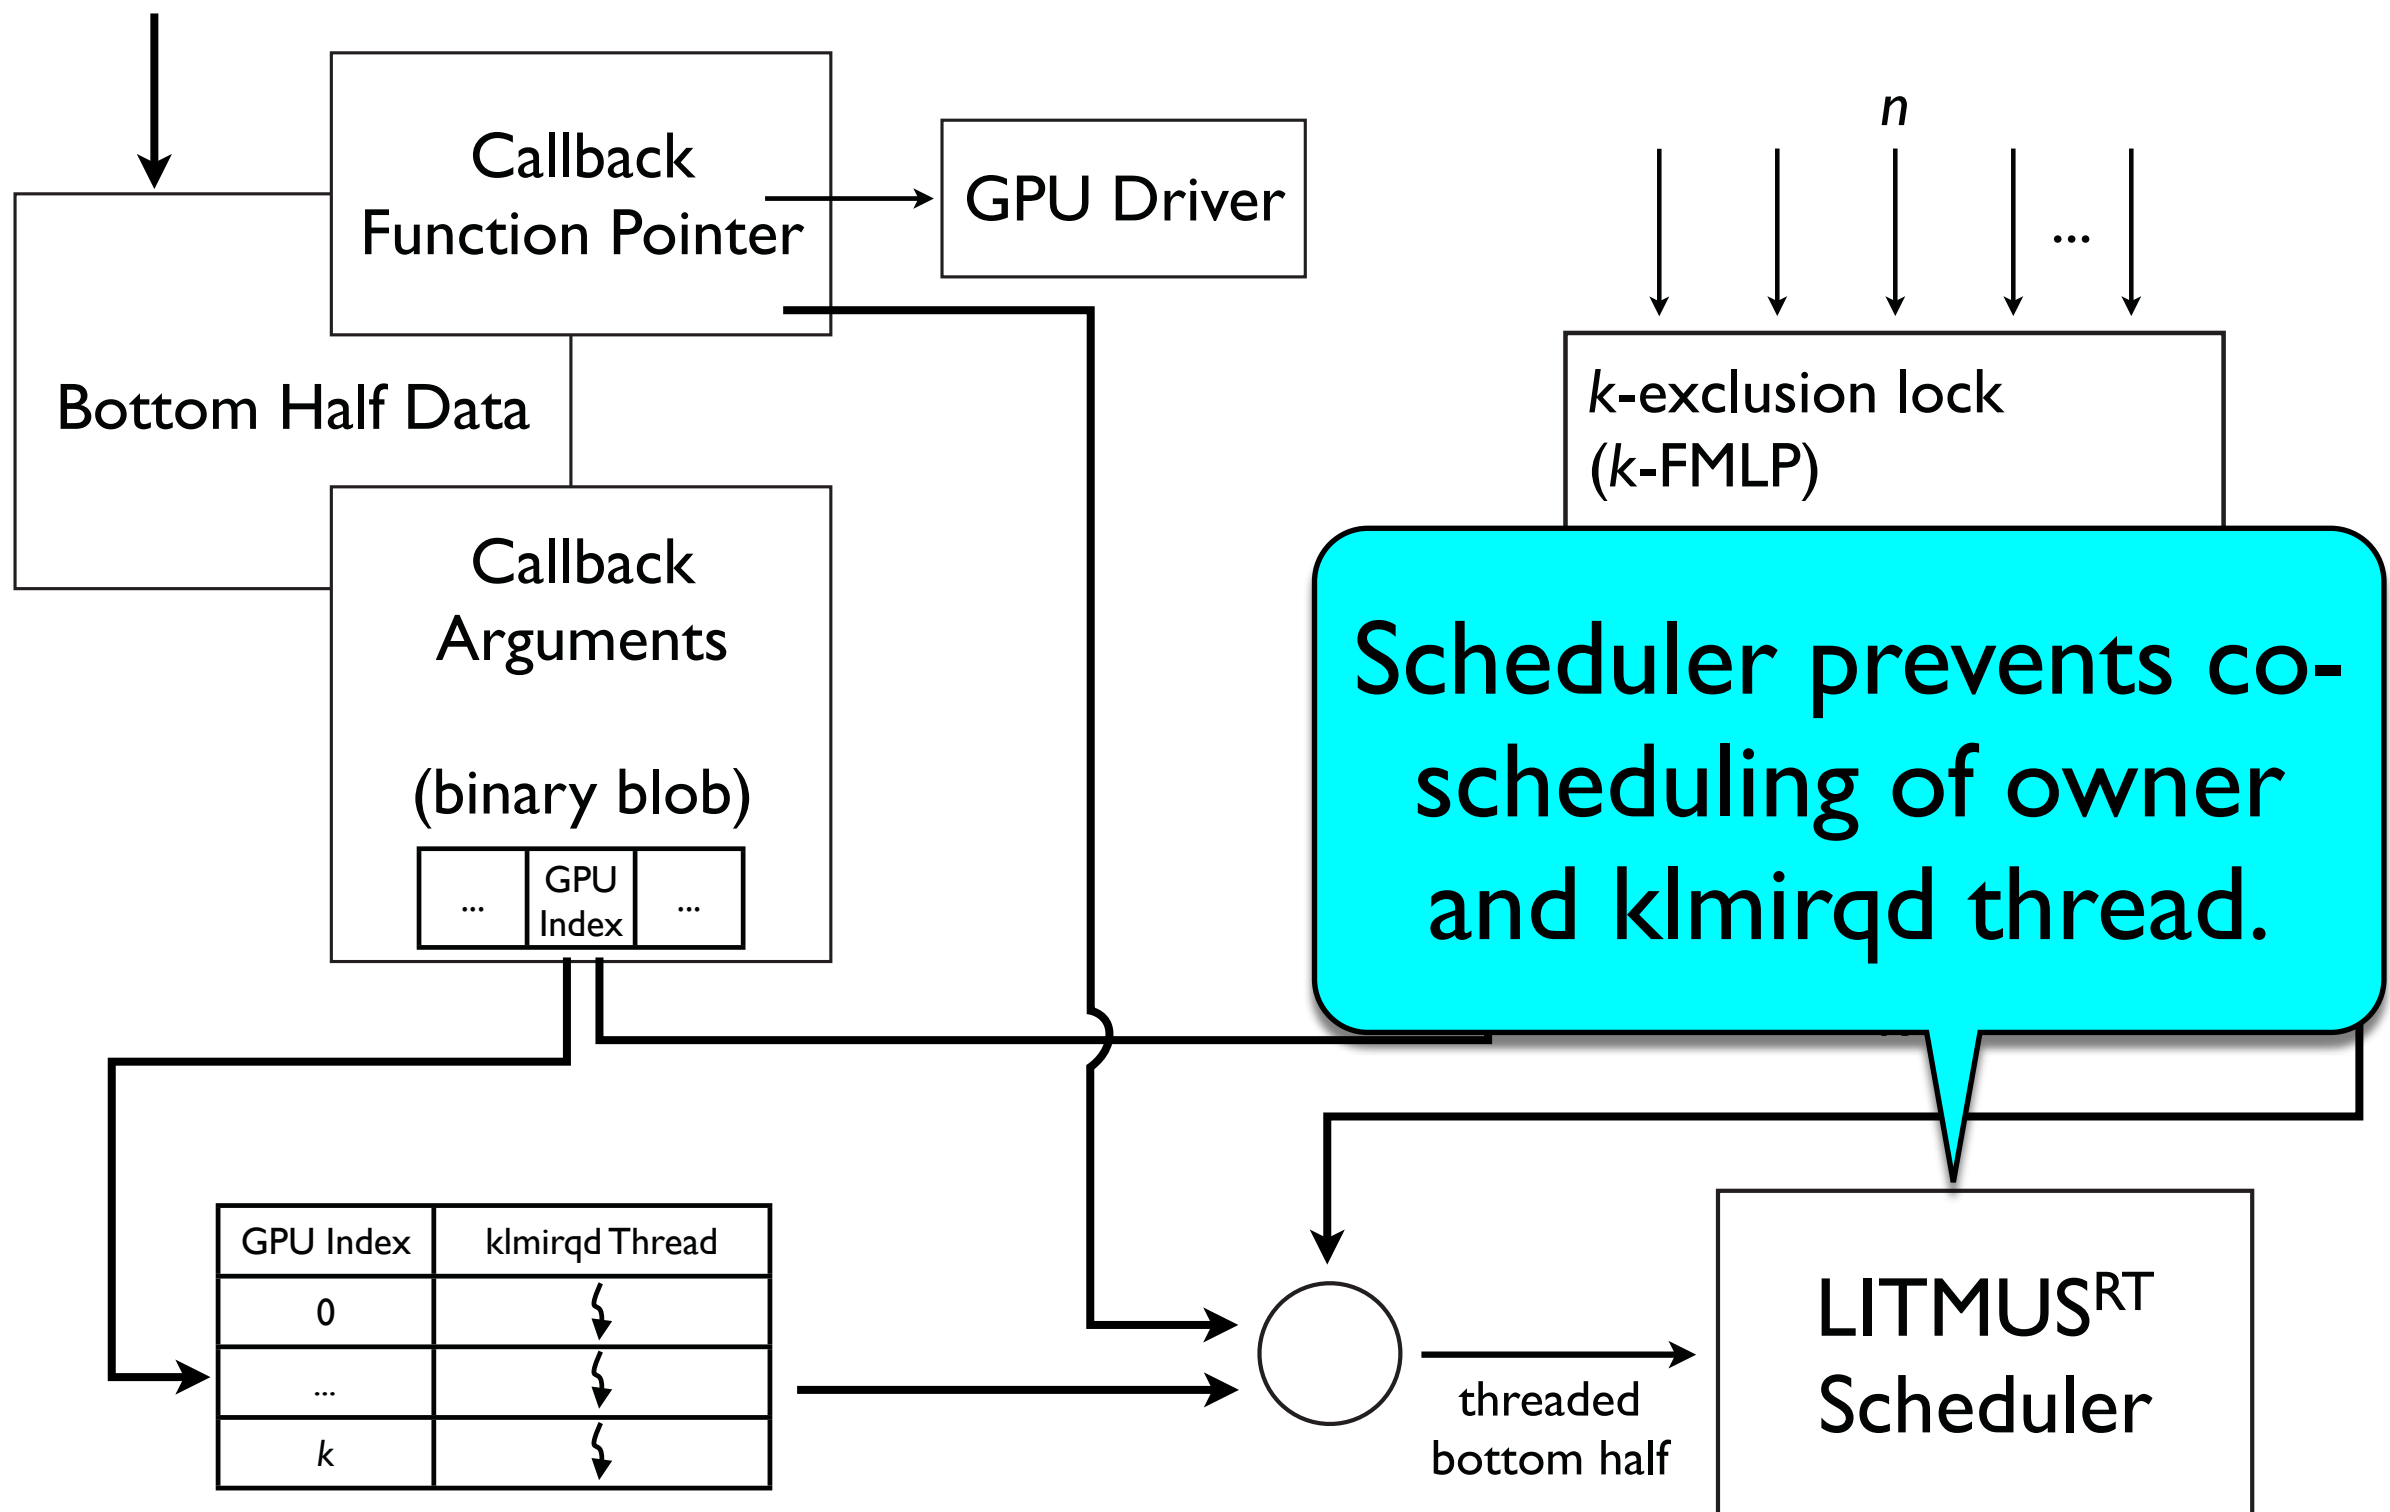 Callback
Function Pointer
GPU Driver
n
...
Bottom Half Data
k-exclusion lock
(k-FMLP)
Callback
Arguments
(binary blob)
...
GPU
Index
...
Scheduler prevents co-
scheduling of owner
and klmirqd thread.
GPU Index klmirqd Thread
0
...
k
threaded
bottom half
LITMUSRT
Scheduler